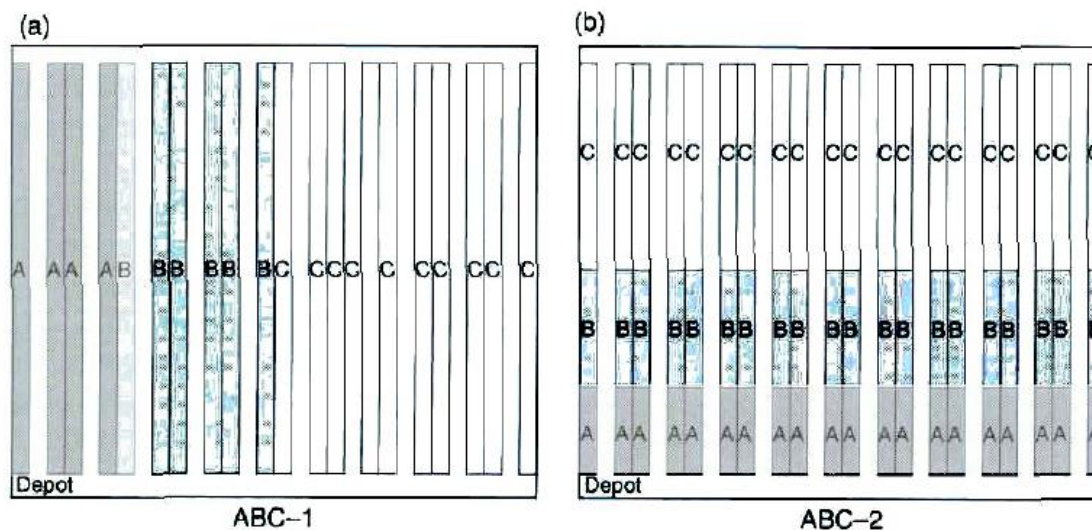 (a)
A AA AB BB BB BC CCC C CC CC C
Depot
ABC-1
(b)
C CC CC CC CC CC CC CC CC CC
B BB BB BB BB BB BB BB BB BB
A AA AA AA AA AA AA AA AA AA
Depot
ABC-2